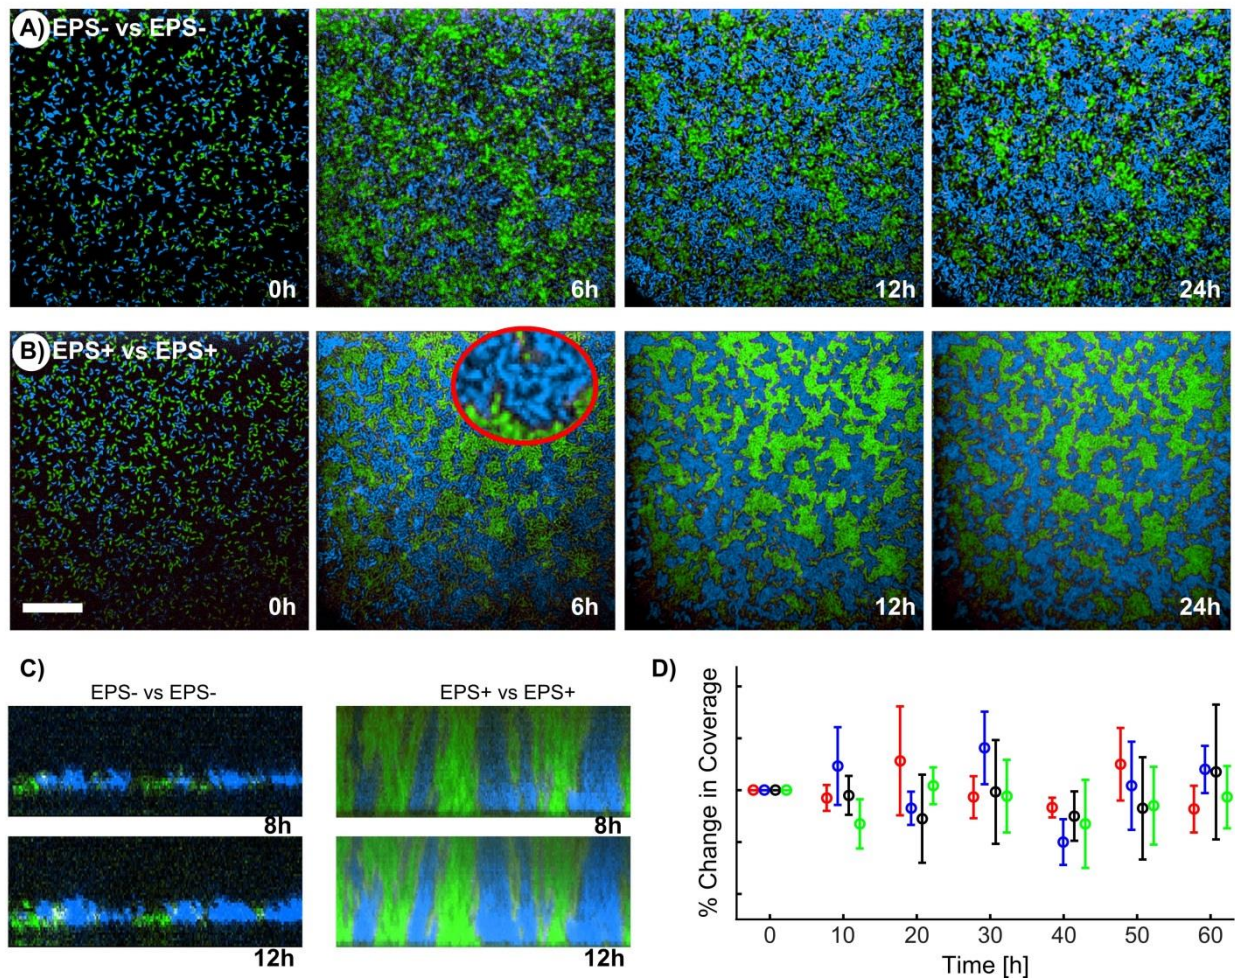 A) EPS- vs EPS-
0h
6h
12h
24h
B) EPS+ vs EPS+
0h
6h
12h
24h
C)
EPS- vs EPS-
EPS+ vs EPS+
8h
8h
12h
12h
D)
% Change in Coverage
0 10 20 30 40 50 60
Time [h]